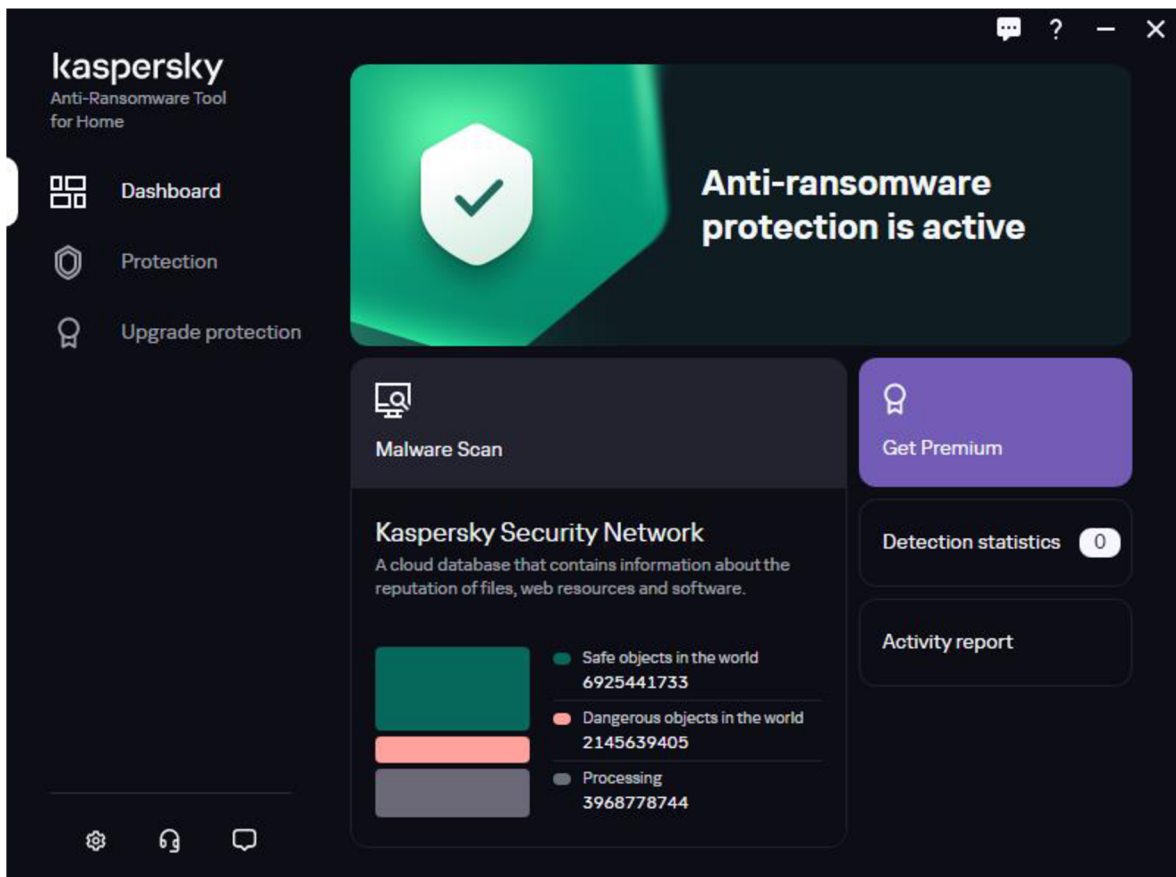 kaspersky
Anti-Ransomware Tool
for Home
Dashboard
Protection
Upgrade protection
?
Anti-ransomware
protection is active
Malware Scan
Kaspersky Security Network
A cloud database that contains information about the
reputation of files, web resources and software.
Safe objects in the world
6925441733
Dangerous objects in the world
2145639405
Processing
3968778744
Get Premium
Detection statistics 0
Activity report